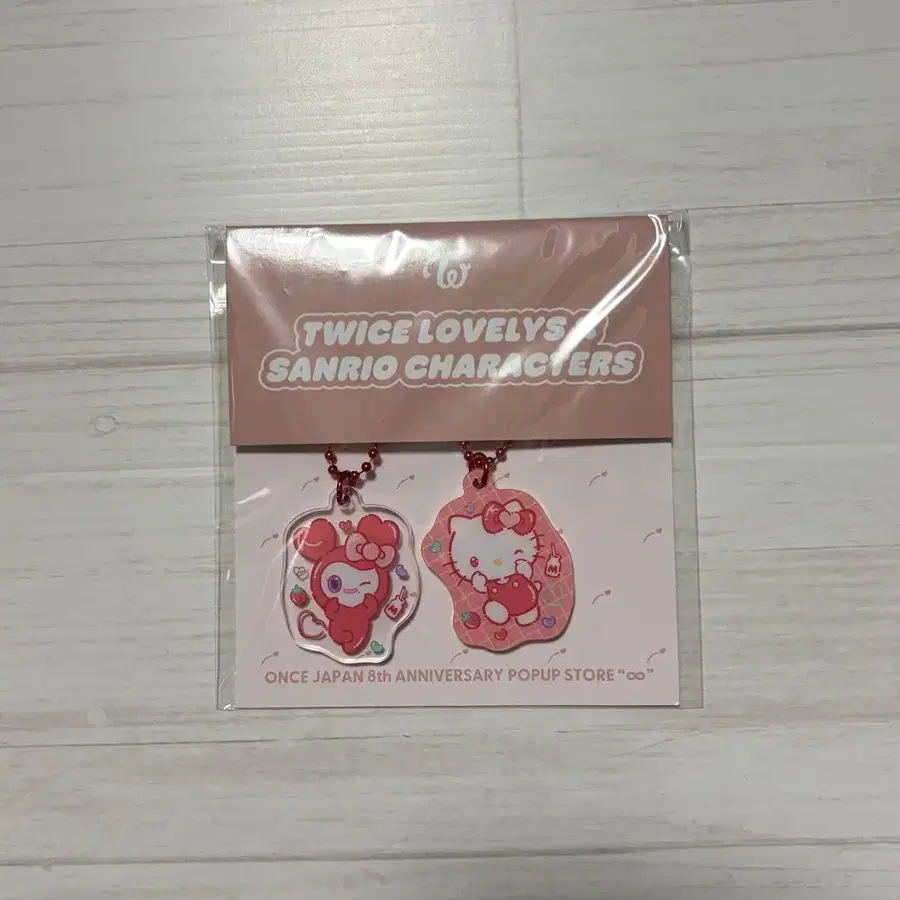 TWICE LOVELYS &
SANRIO CHARACTERS
M
M
ONCE JAPAN 8th ANNIVERSARY POPUP STORE “∞”